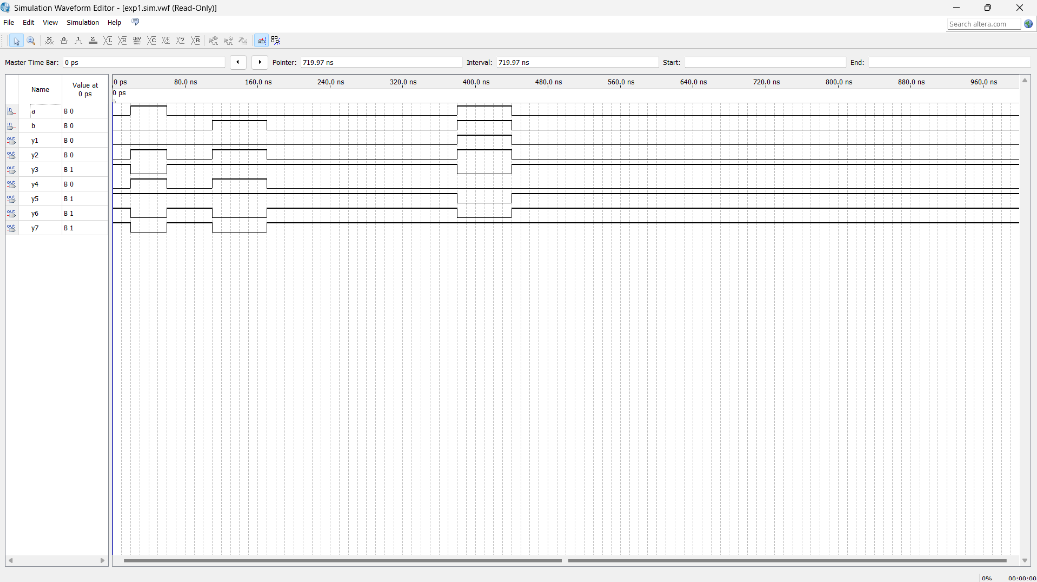 Simulation Waveform Editor - [exp1.sim.vwf (Read-Only)]
File Edit View Simulation Help
Search altera.com
Master Time Bar: 0 ps Pointer: 719.97 ns Interval: 719.97 ns Start: End:
Name Value at 0 ps
0 ps 80.0 ns 160.0 ns 240.0 ns 320.0 ns 400.0 ns 480.0 ns 560.0 ns 640.0 ns 720.0 ns 800.0 ns 880.0 ns 960.0 ns
0 ps
a B 0
b B 0
y1 B 0
y2 B 0
y3 B 1
y4 B 0
y5 B 1
y6 B 1
y7 B 1
0% 00:00:00